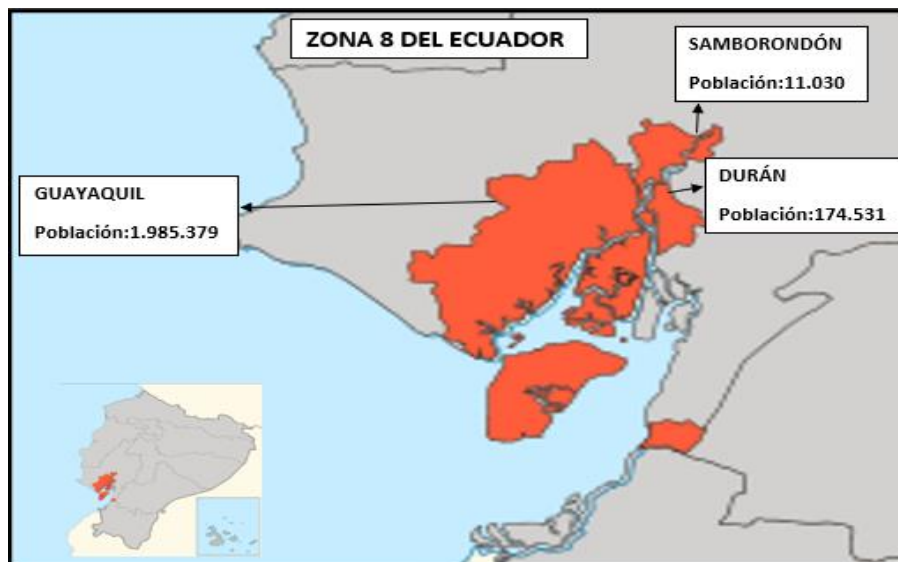 ZONA 8 DEL ECUADOR
SAMBORONDÓN
Población:11.030
DURÁN
Población:174.531
GUAYAQUIL
Población:1.985.379